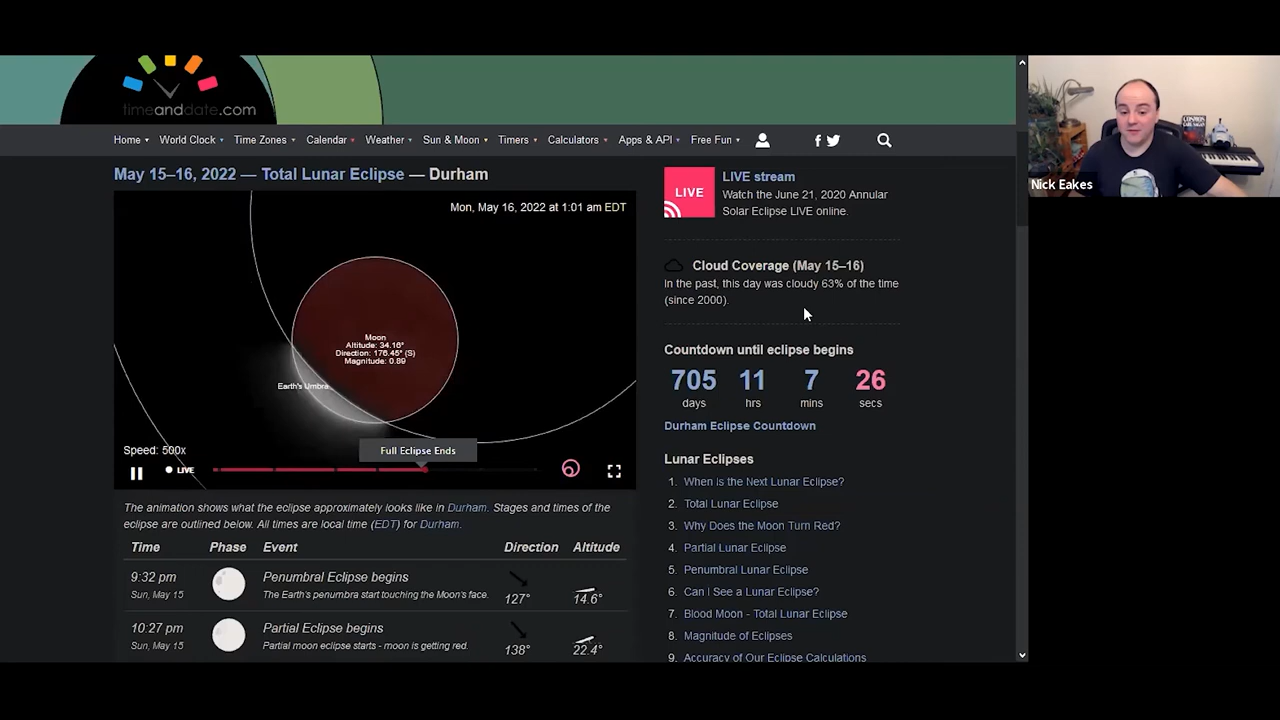 timeanddate.com
Home World Clock Time Zones Calendar Weather Sun & Moon Timers Calculators Apps & API Free Fun
May 15–16, 2022 — Total Lunar Eclipse — Durham
Mon, May 16, 2022 at 1:01 am EDT
Moon
Altitude: 34.16°
Direction: 176.45° (S)
Magnitude: 0.89
Earth's Umbra
Speed: 500x
Full Eclipse Ends
LIVE
The animation shows what the eclipse approximately looks like in Durham. Stages and times of the
eclipse are outlined below. All times are local time (EDT) for Durham.
Time Phase Event Direction Altitude
9:32 pm Penumbral Eclipse begins
Sun, May 15 The Earth's penumbra start touching the Moon's face. 127° 14.6°
10:27 pm Partial Eclipse begins
Sun, May 15 Partial moon eclipse starts - moon is getting red. 138° 22.4°
LIVE
LIVE stream
Watch the June 21, 2020 Annular
Solar Eclipse LIVE online.
Cloud Coverage (May 15–16)
In the past, this day was cloudy 63% of the time
(since 2000).
Countdown until eclipse begins
705 11 7 26
days hrs mins secs
Durham Eclipse Countdown
Lunar Eclipses
1. When is the Next Lunar Eclipse?
2. Total Lunar Eclipse
3. Why Does the Moon Turn Red?
4. Partial Lunar Eclipse
5. Penumbral Lunar Eclipse
6. Can I See a Lunar Eclipse?
7. Blood Moon - Total Lunar Eclipse
8. Magnitude of Eclipses
9. Accuracy of Our Eclipse Calculations
COSMOS
CARL SAGAN
Nick Eakes